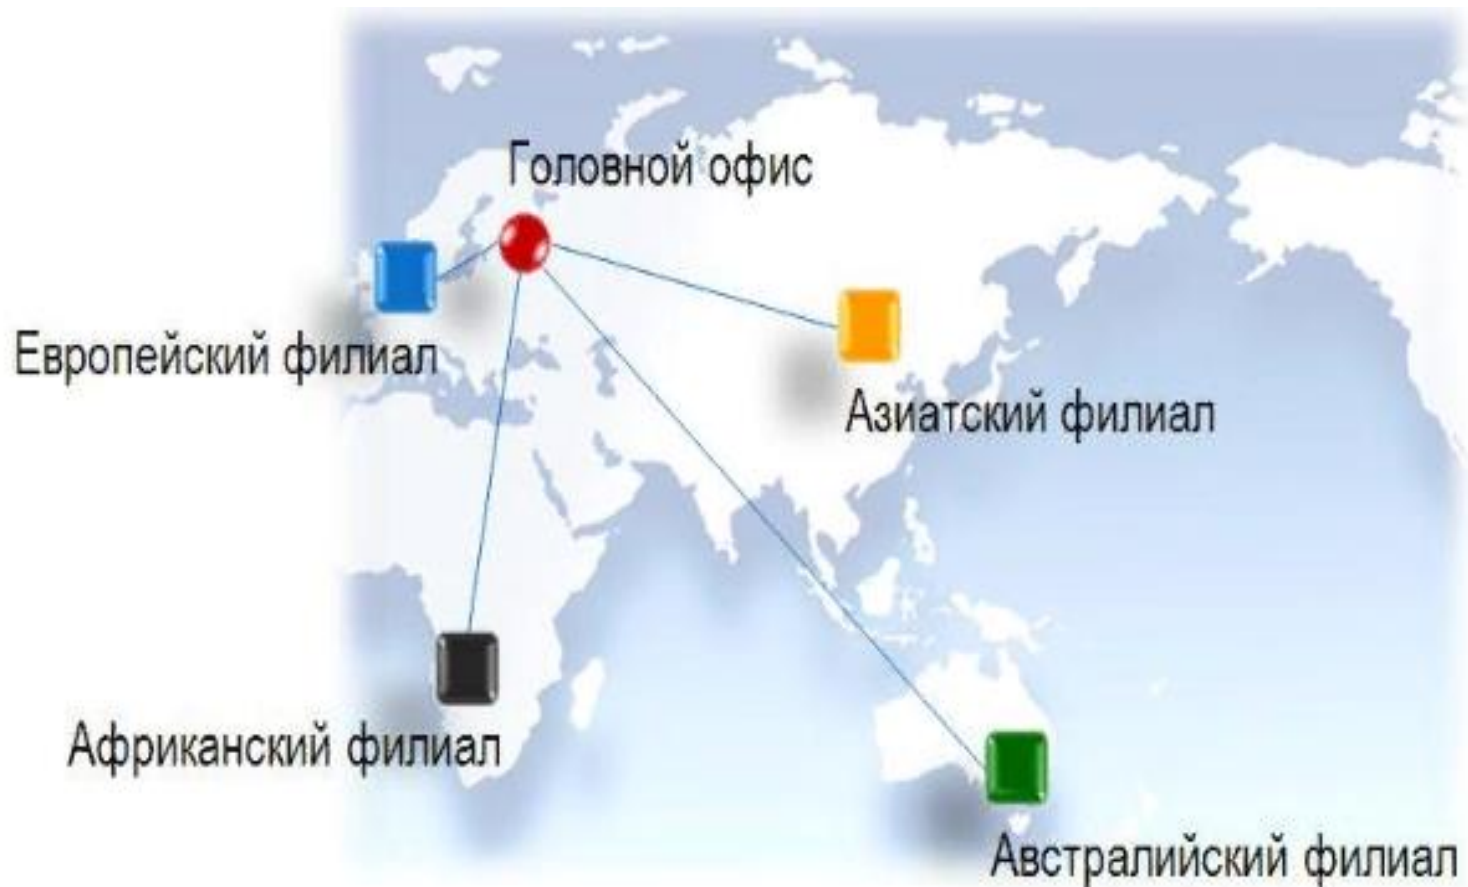 Головной офис
Европейский филиал
Азиатский филиал
Африканский филиал
Австралийский филиал